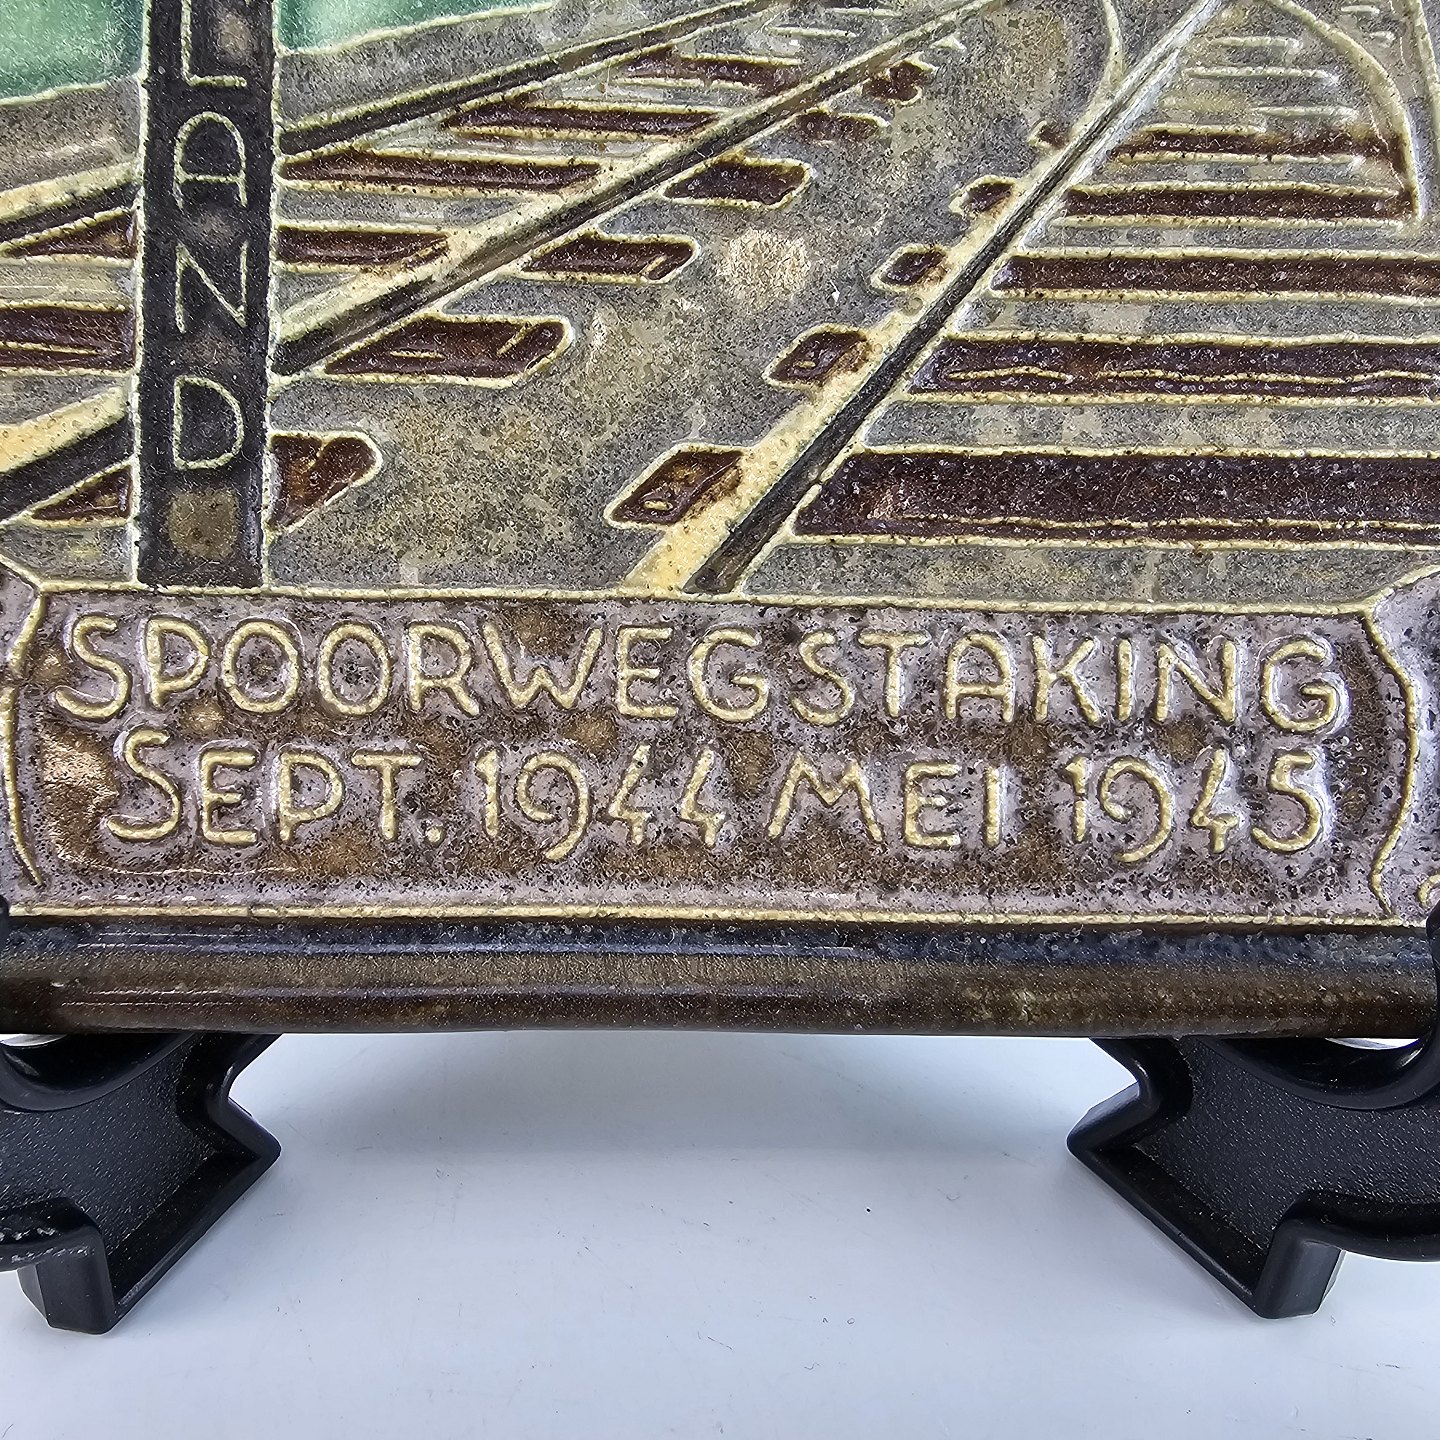 LAND
SPOORWEGSTAKING
SEPT. 1944 MEI 1945